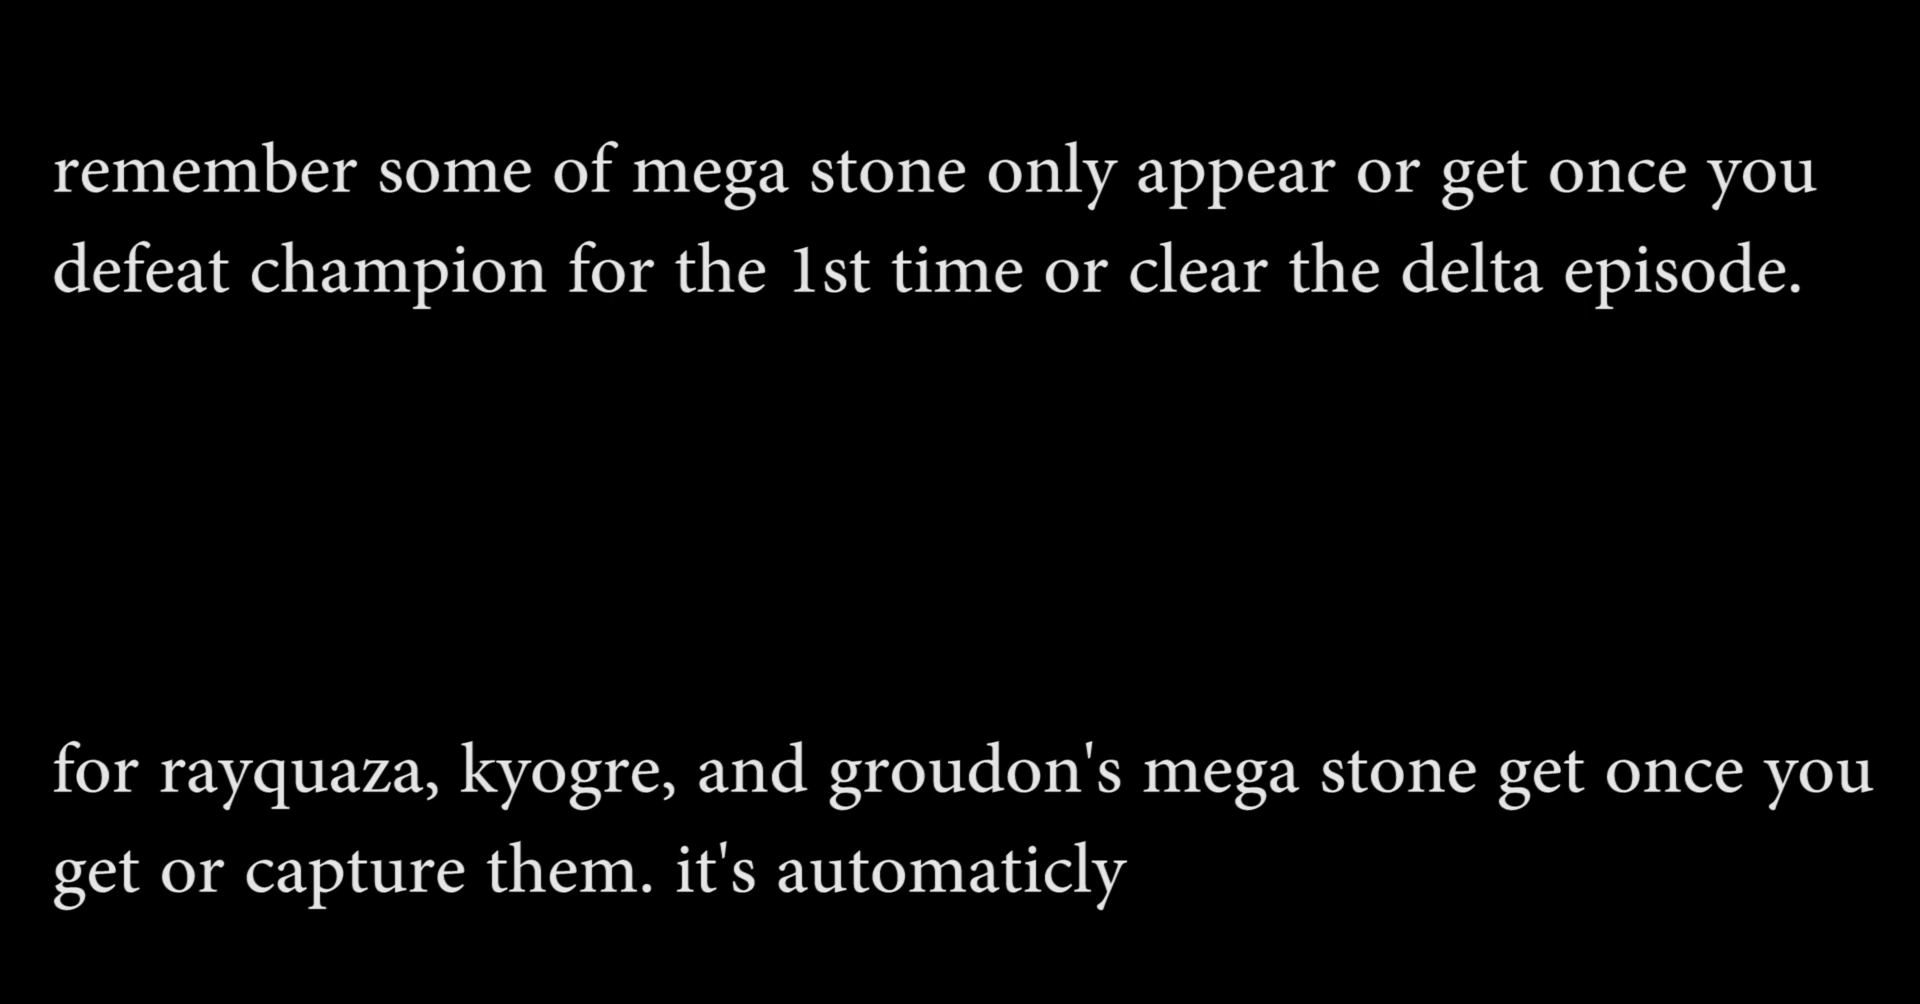 remember some of mega stone only appear or get once you
defeat champion for the 1st time or clear the delta episode.
for rayquaza, kyogre, and groudon's mega stone get once you
get or capture them. it's automaticly